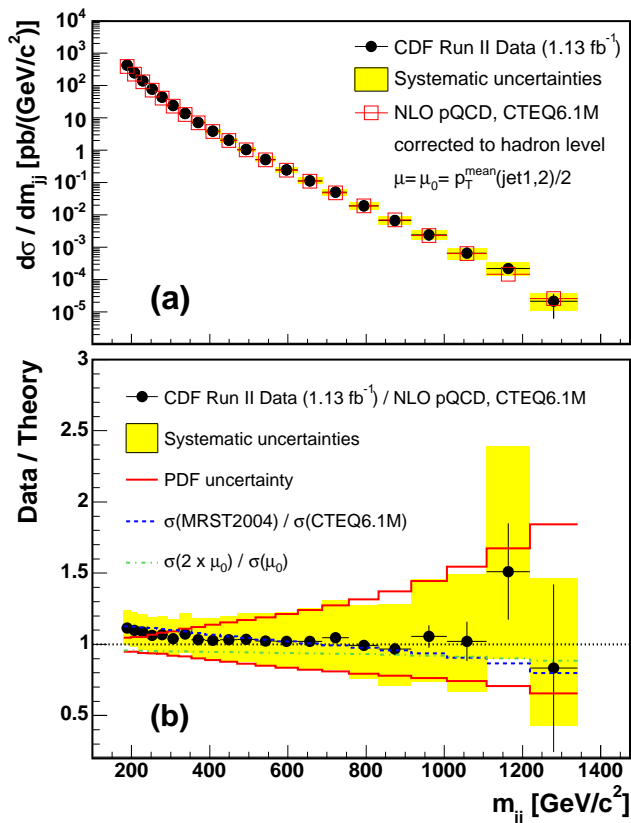 (a)
dσ / dm_jj [pb/(GeV/c²)]
10⁴
10³
10²
10
1
10⁻¹
10⁻²
10⁻³
10⁻⁴
10⁻⁵
CDF Run II Data (1.13 fb⁻¹)
Systematic uncertainties
NLO pQCD, CTEQ6.1M
corrected to hadron level
μ= μ₀= p_T^mean(jet1,2)/2
(b)
Data / Theory
3
2.5
2
1.5
1
0.5
CDF Run II Data (1.13 fb⁻¹) / NLO pQCD, CTEQ6.1M
Systematic uncertainties
PDF uncertainty
σ(MRST2004) / σ(CTEQ6.1M)
σ(2 x μ₀) / σ(μ₀)
200 400 600 800 1000 1200 1400
m_jj [GeV/c²]